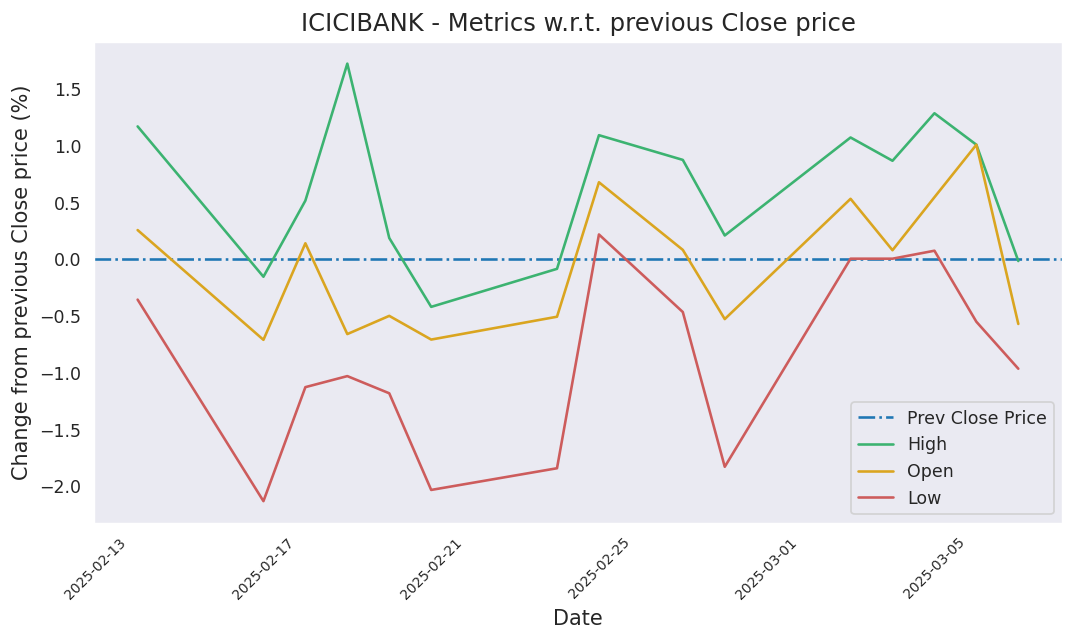 ICICIBANK - Metrics w.r.t. previous Close price
Change from previous Close price (%)
1.5
1.0
0.5
0.0
−0.5
−1.0
−1.5
−2.0
Prev Close Price
High
Open
Low
2025-02-13
2025-02-17
2025-02-21
2025-02-25
2025-03-01
2025-03-05
Date